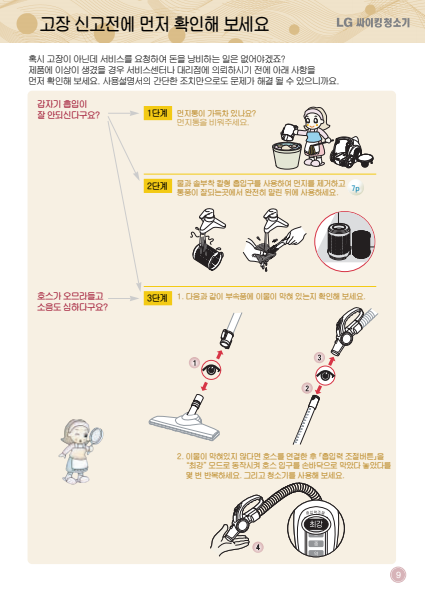 고장 신고전에 먼저 확인해 보세요
LG 싸이킹청소기
혹시 고장이 아닌데 서비스를 요청하여 돈을 낭비하는 일은 없어야겠죠?
제품에 이상이 생겼을 경우 서비스센터나 대리점에 의뢰하시기 전에 아래 사항을
먼저 확인해 보세요. 사용설명서의 간단한 조치만으로도 문제가 해결 될 수 있으니까요.
갑자기 흡입이
잘 안되신다구요?
1단계
먼지통이 가득차 있나요?
먼지통을 비워주세요.
2단계
물과 솔부착 찰형 흡입구를 사용하여 먼지를 제거하고
통풍이 잘되는곳에서 완전히 말린 뒤에 사용하세요.
7p
호스가 오므라들고
소음도 심하다구요?
3단계
1. 다음과 같이 부속품에 이물이 막혀 있는지 확인해 보세요.
1
3
2
2. 이물이 막혀있지 않다면 호스를 연결한 후 「흡입력 조절버튼」을
"최강" 모드로 동작시켜 호스 입구를 손바닥으로 막았다 놓았다를
몇 번 반복하세요. 그리고 청소기를 사용해 보세요.
최강
4
9